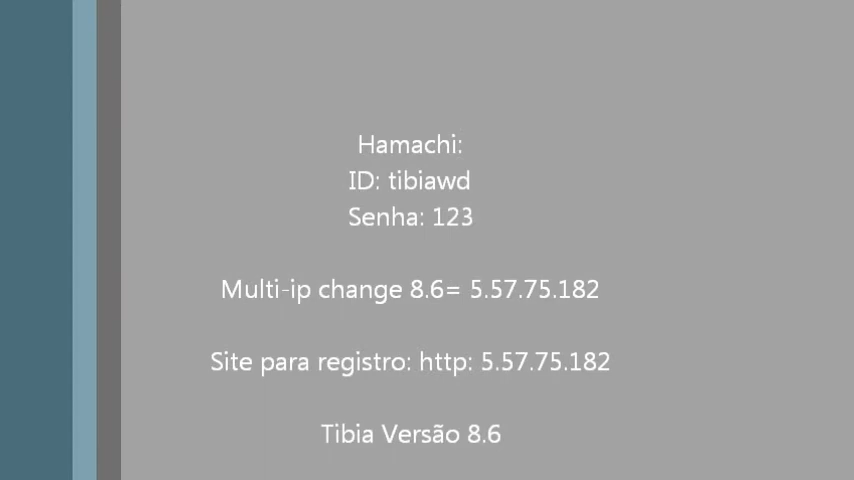 Hamachi:
ID: tibiawd
Senha: 123
Multi-ip change 8.6= 5.57.75.182
Site para registro: http: 5.57.75.182
Tibia Versão 8.6